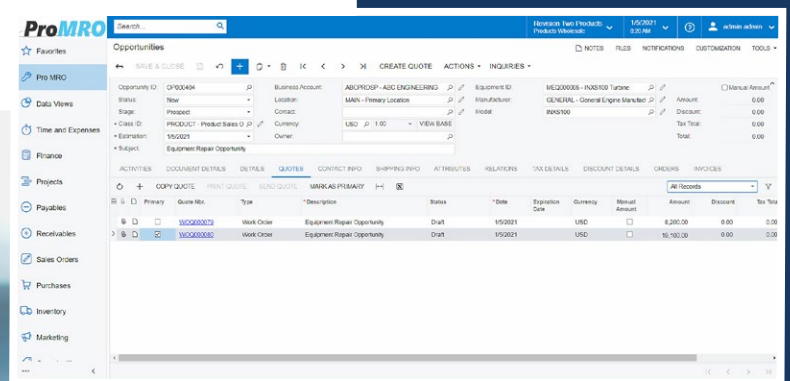 ProMRO
Search...
Revision Two Products
Products Wholesale
1/5/2021
admin admin
Favorites
Pro MRO
Data Views
Time and Expenses
Finance
Projects
Payables
Receivables
Sales Orders
Purchases
Inventory
Marketing
Opportunities
NOTES FILES NOTIFICATIONS CUSTOMIZATION TOOLS
SAVE & CLOSE CREATE QUOTE ACTIONS INQUIRIES
Opportunity ID: OP000404 Business Account: ABCPRDSP - ABC ENGINEERING Equipment ID: MEQ000006 - INXS100 Turbine Manual Amount
Status: New Location: MAIN - Primary Location Manufacturer: GENERAL - General Engine Manufact Amount: 0.00
Stage: Prospect Contact: Model: INXS100 Discount: 0.00
* Class ID: PRODUCT - Product Sales O Currency: USD 1.00 VIEW BASE Tax Total: 0.00
* Estimation: 1/5/2021 Owner: Total: 0.00
* Subject: Equipment Repair Opportunity
ACTIVITIES DOCUMENT DETAILS DETAILS QUOTES CONTACT INFO SHIPPING INFO ATTRIBUTES RELATIONS TAX DETAILS DISCOUNT DETAILS ORDERS INVOICES
COPY QUOTE PRINT QUOTE SEND QUOTE MARK AS PRIMARY All Records
Primary Quote Nbr. Type * Description Status * Date Expiration Date Currency Manual Amount Amount Discount Tax Tota
WOQ000079 Work Order Equipment Repair Opportunity Draft 1/5/2021 USD 8,200.00 0.00 0.00
WOQ000080 Work Order Equipment Repair Opportunity Draft 1/5/2021 USD 19,100.00 0.00 0.00